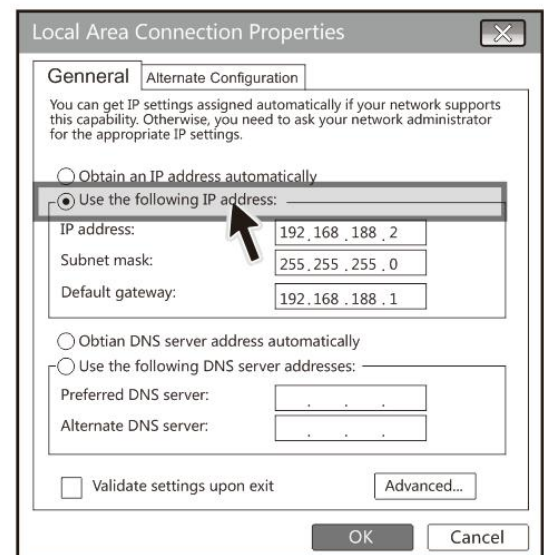 Local Area Connection Properties
Genneral
Alternate Configuration
You can get IP settings assigned automatically if your network supports
this capability. Otherwise, you need to ask your network administrator
for the appropriate IP settings.
Obtain an IP address automatically
Use the following IP address:
IP address: 192.168.188.2
Subnet mask: 255.255.255.0
Default gateway: 192.168.188.1
Obtian DNS server address automatically
Use the following DNS server addresses:
Preferred DNS server: . . .
Alternate DNS server: . . .
Validate settings upon exit
Advanced...
OK
Cancel